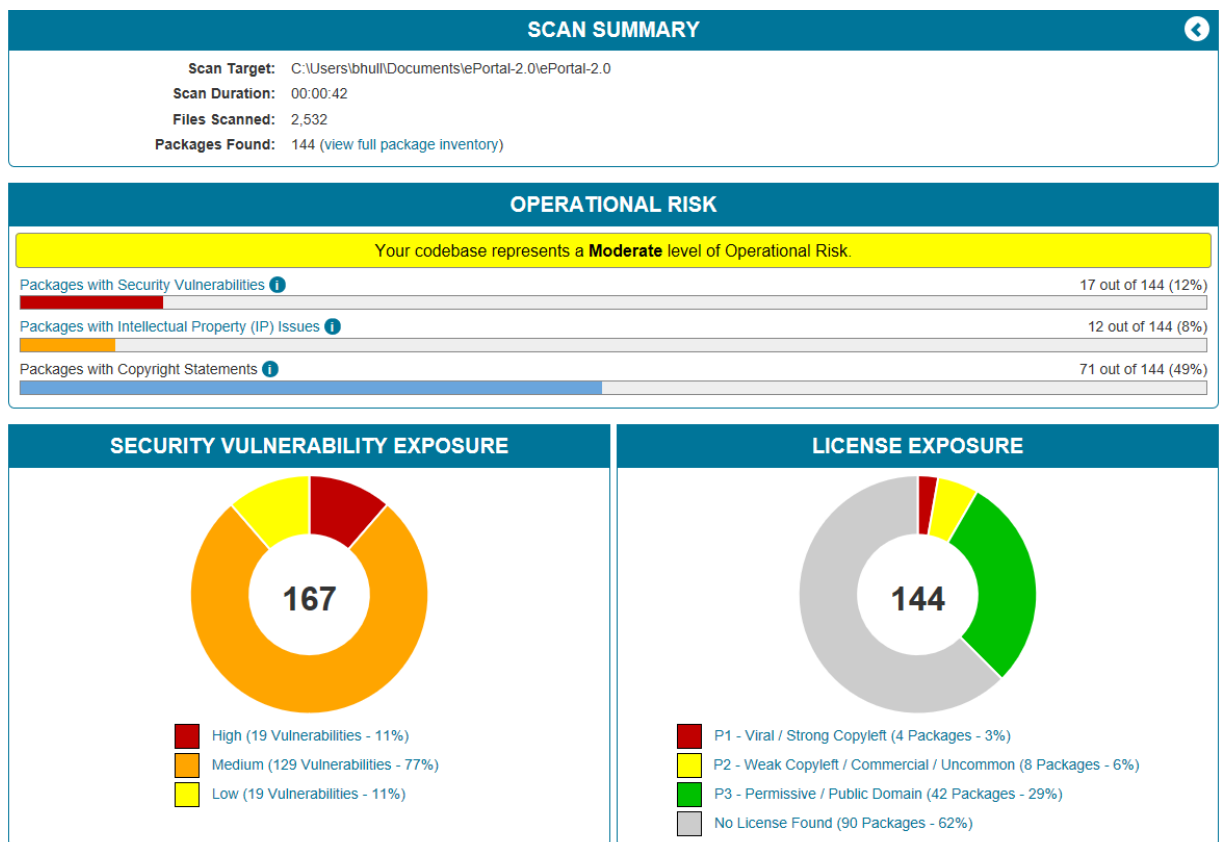 SCAN SUMMARY
Scan Target: C:\Users\bhull\Documents\ePortal-2.0\ePortal-2.0
Scan Duration: 00:00:42
Files Scanned: 2,532
Packages Found: 144 (view full package inventory)
OPERATIONAL RISK
Your codebase represents a Moderate level of Operational Risk.
Packages with Security Vulnerabilities i 17 out of 144 (12%)
Packages with Intellectual Property (IP) Issues i 12 out of 144 (8%)
Packages with Copyright Statements i 71 out of 144 (49%)
SECURITY VULNERABILITY EXPOSURE
167
High (19 Vulnerabilities - 11%)
Medium (129 Vulnerabilities - 77%)
Low (19 Vulnerabilities - 11%)
LICENSE EXPOSURE
144
P1 - Viral / Strong Copyleft (4 Packages - 3%)
P2 - Weak Copyleft / Commercial / Uncommon (8 Packages - 6%)
P3 - Permissive / Public Domain (42 Packages - 29%)
No License Found (90 Packages - 62%)